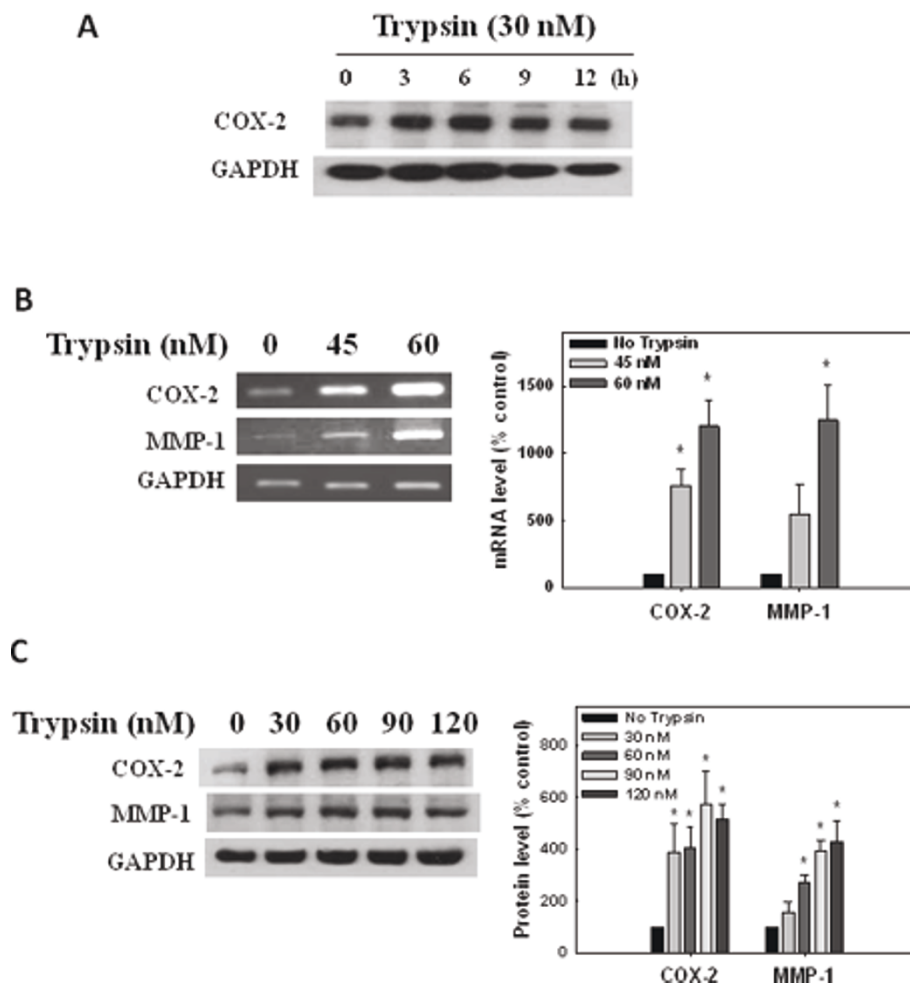 A
Trypsin (30 nM)
0 3 6 9 12 (h)
COX-2
GAPDH
B
Trypsin (nM) 0 45 60
COX-2
MMP-1
GAPDH
mRNA level (% control)
1500
1000
500
0
No Trypsin
45 nM
60 nM
* * *
COX-2 MMP-1
C
Trypsin (nM) 0 30 60 90 120
COX-2
MMP-1
GAPDH
Protein level (% control)
800
600
400
200
0
No Trypsin
30 nM
60 nM
90 nM
120 nM
* * * * * * *
COX-2 MMP-1